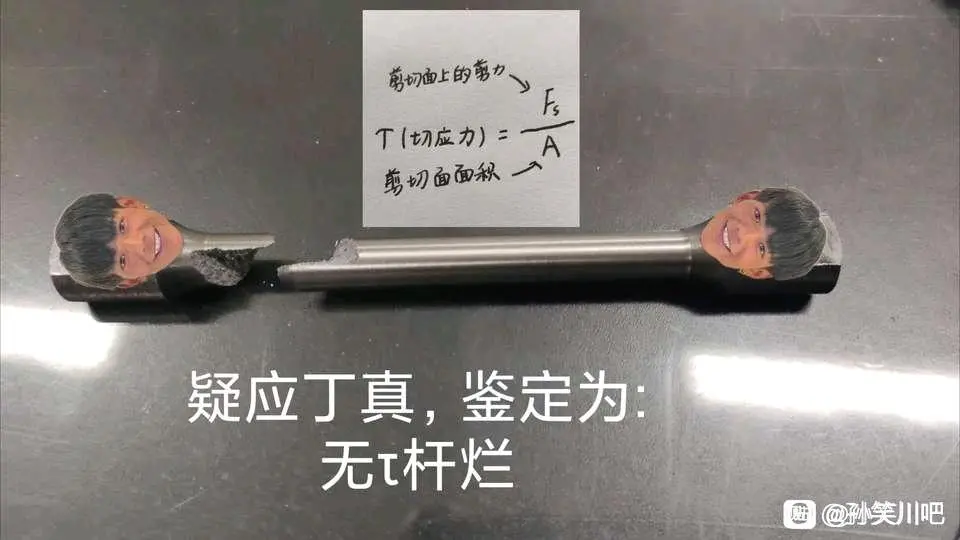 剪切面上的剪力
Fs
τ(切应力) =
A
剪切面面积
疑应丁真,鉴定为:
无τ杆烂
贴 @孙笑川吧